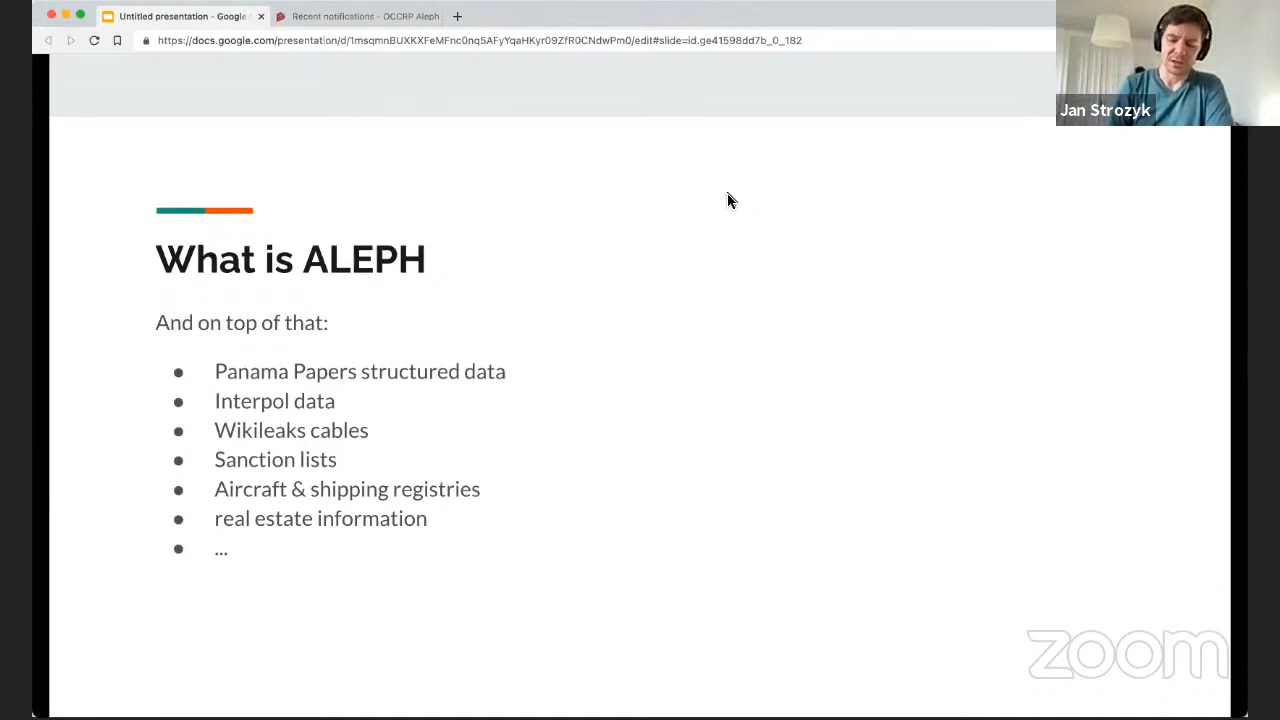 Untitled presentation - Google
Recent notifications - OCCRP Aleph
https://docs.google.com/presentation/d/1msqmnBUXKXFeMFnc0nq5AFyYqaHKyr09ZfR0CNdwPm0/edit#slide=id.ge41598dd7b_0_182
Jan Strozyk
What is ALEPH
And on top of that:
● Panama Papers structured data
● Interpol data
● Wikileaks cables
● Sanction lists
● Aircraft & shipping registries
● real estate information
● ...
zoom